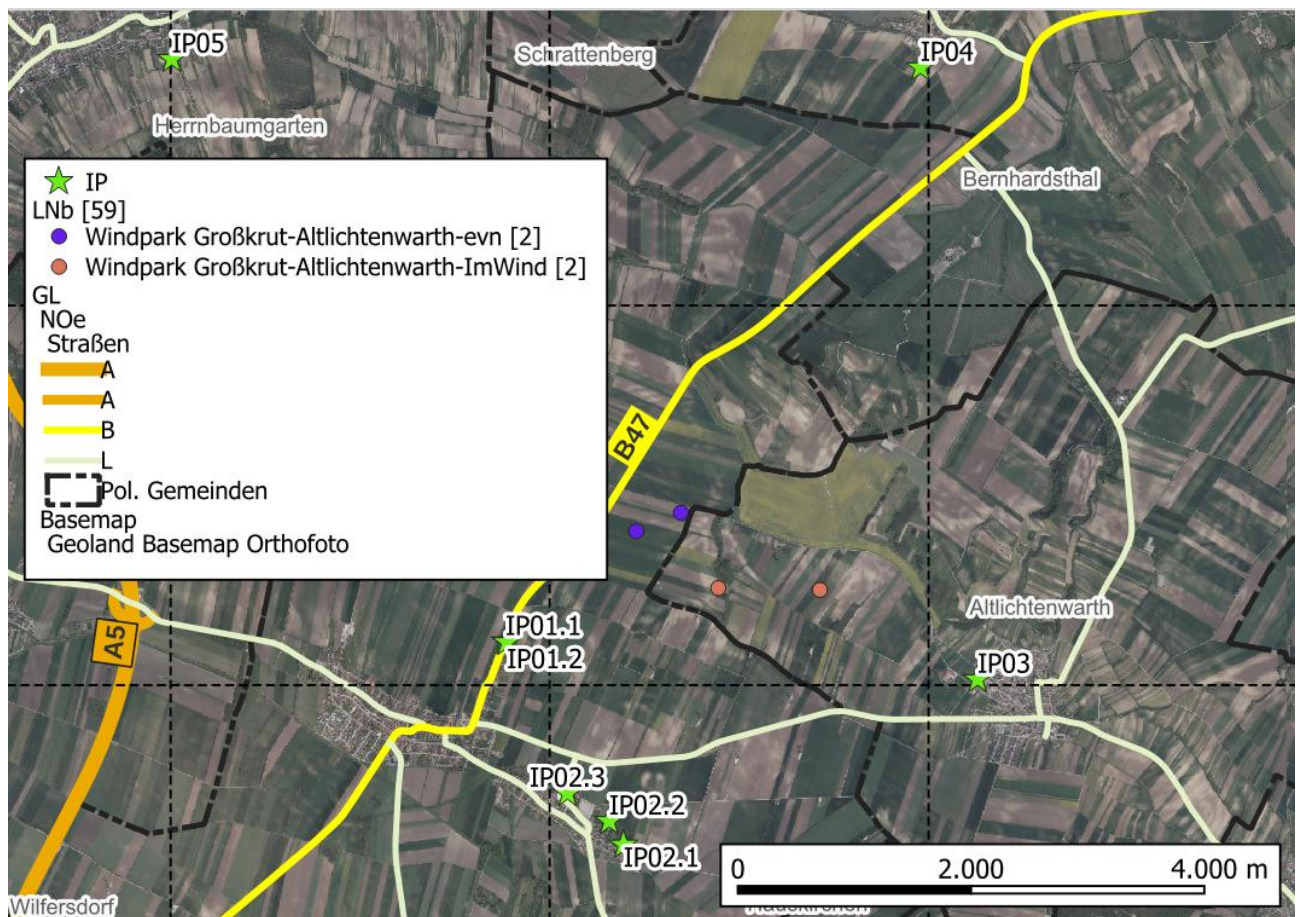 IP05
Schrattenberg
IP04
Herrnbaumgarten
IP
LNb [59]
Windpark Großkrut-Altlichtenwarth-evn [2]
Windpark Großkrut-Altlichtenwarth-ImWind [2]
GL
NOe
Straßen
A
A
B
L
Pol. Gemeinden
Basemap
Geoland Basemap Orthofoto
Bernhardsthal
B47
Altlichtenwarth
A5
IP01.1
IP01.2
IP03
IP02.3
IP02.2
IP02.1
0 2.000 4.000 m
Wilfersdorf